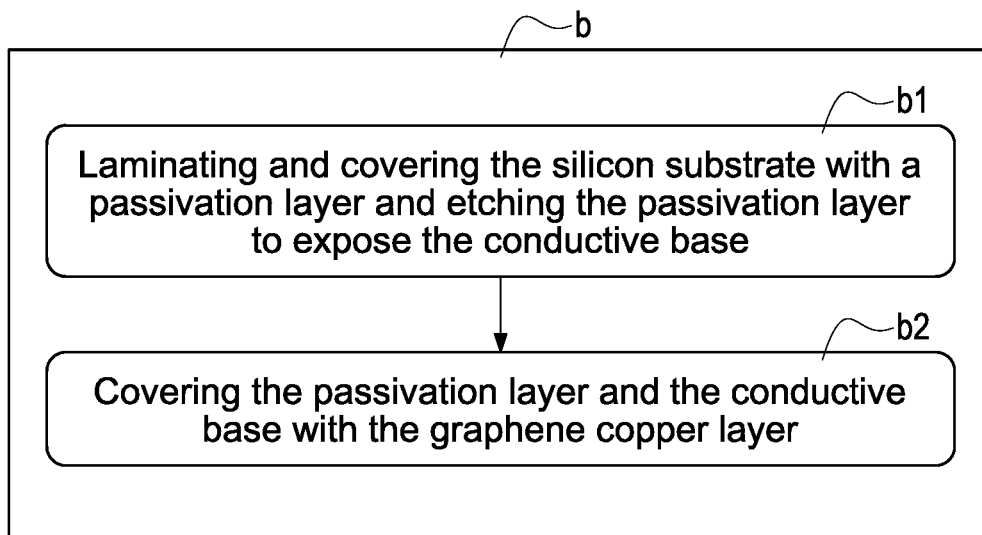 b
b1
Laminating and covering the silicon substrate with a
passivation layer and etching the passivation layer
to expose the conductive base
b2
Covering the passivation layer and the conductive
base with the graphene copper layer